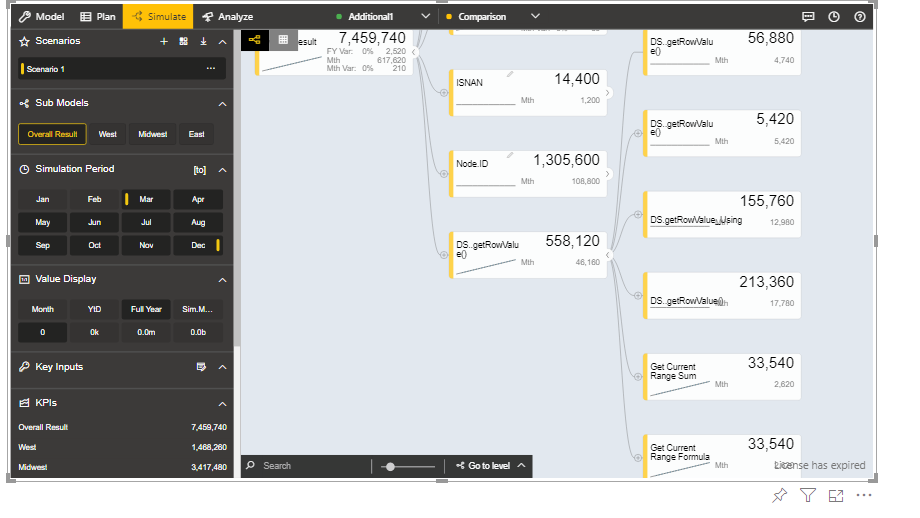 Model Plan Simulate Analyze Additional1 Comparison
Scenarios
Scenario 1
Sub Models
Overall Result West Midwest East
Simulation Period [to]
Jan Feb Mar Apr
May Jun Jul Aug
Sep Oct Nov Dec
Value Display
Month YtD Full Year Sim.M...
0 0k 0.0m 0.0b
Key Inputs
KPIs
Overall Result 7,459,740
West 1,468,260
Midwest 3,417,480
esult 7,459,740
FY Var: 0% 2,520
Mth 617,620
Mth Var: 0% 210
ISNAN 14,400
Mth 1,200
Node.ID 1,305,600
Mth 108,800
DS..getRowValu
e() 558,120
Mth 46,160
DS..getRowValu
e() 56,880
Mth 4,740
DS..getRowValu
e() 5,420
Mth 5,420
155,760
DS.getRowValue_Using 12,980
213,360
DS..getRowValue() 17,780
Get Current
Range Sum 33,540
Mth 2,620
Get Current
Range Formula 33,540
Mth
License has expired
Search Go to level